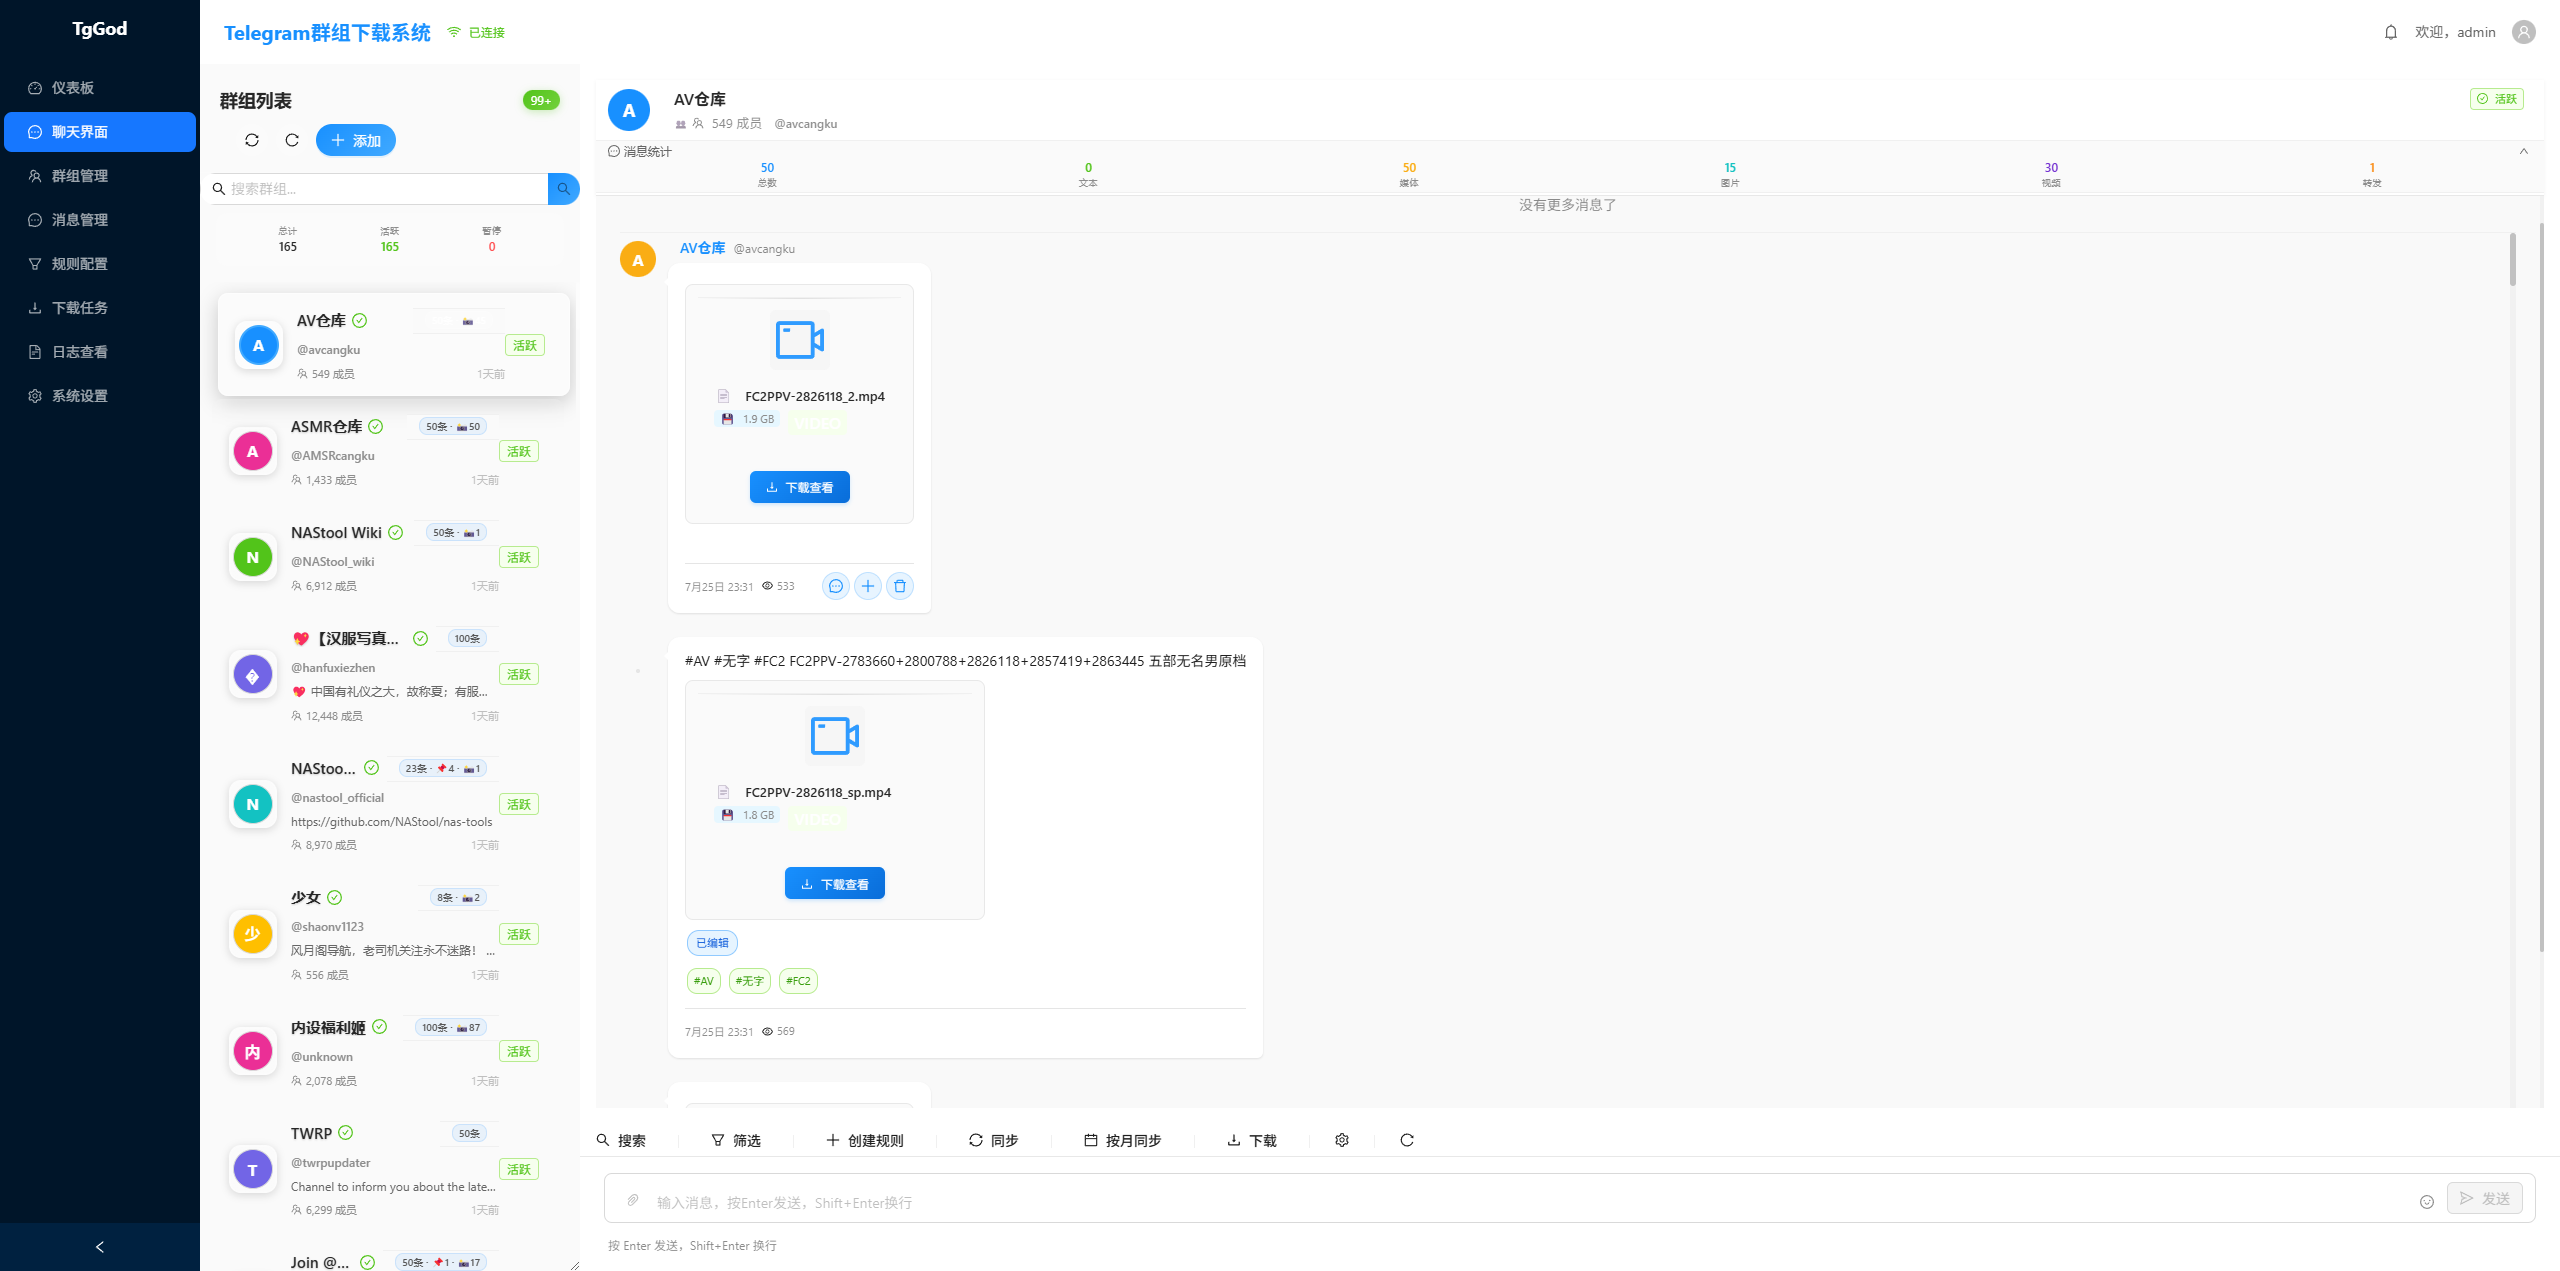 TgGod
仪表板
聊天界面
群组管理
消息管理
规则配置
下载任务
日志查看
系统设置
Telegram群组下载系统 已连接
欢迎，admin
群组列表 99+
添加
搜索群组...
总计 活跃 暂停
165 165 0
A AV仓库
@avcangku 活跃
549 成员 1天前
A ASMR仓库 50条 · 50
@AMSRcangku 活跃
1,433 成员 1天前
N NAStool Wiki 50条 · 1
@NAStool_wiki 活跃
6,912 成员 1天前
💖【汉服写真... 100条
@hanfuxiezhen 活跃
💖 中国有礼仪之大，故称夏；有服...
12,448 成员 1天前
N NAStoo... 23条 · 📌4 · 1
@nastool_official 活跃
https://github.com/NAStool/nas-tools
8,970 成员 1天前
少 少女 8条 · 2
@shaonv1123 活跃
风月阁导航，老司机关注永不迷路！ ...
556 成员 1天前
内 内设福利姬 100条 · 87
@unknown 活跃
2,078 成员 1天前
T TWRP 50条
@twrpupdater 活跃
Channel to inform you about the late...
6,299 成员 1天前
Join @... 50条 · 📌1 · 17
A AV仓库 活跃
549 成员 @avcangku
消息统计
50 0 50 15 30 1
总数 文本 媒体 图片 视频 转发
没有更多消息了
A AV仓库 @avcangku
FC2PPV-2826118_2.mp4
1.9 GB VIDEO
下载查看
7月25日 23:31 533
#AV #无字 #FC2 FC2PPV-2783660+2800788+2826118+2857419+2863445 五部无名男原档
FC2PPV-2826118_sp.mp4
1.8 GB VIDEO
下载查看
已编辑
#AV #无字 #FC2
7月25日 23:31 569
搜索 筛选 创建规则 同步 按月同步 下载
输入消息，按Enter发送，Shift+Enter换行 发送
按 Enter 发送，Shift+Enter 换行